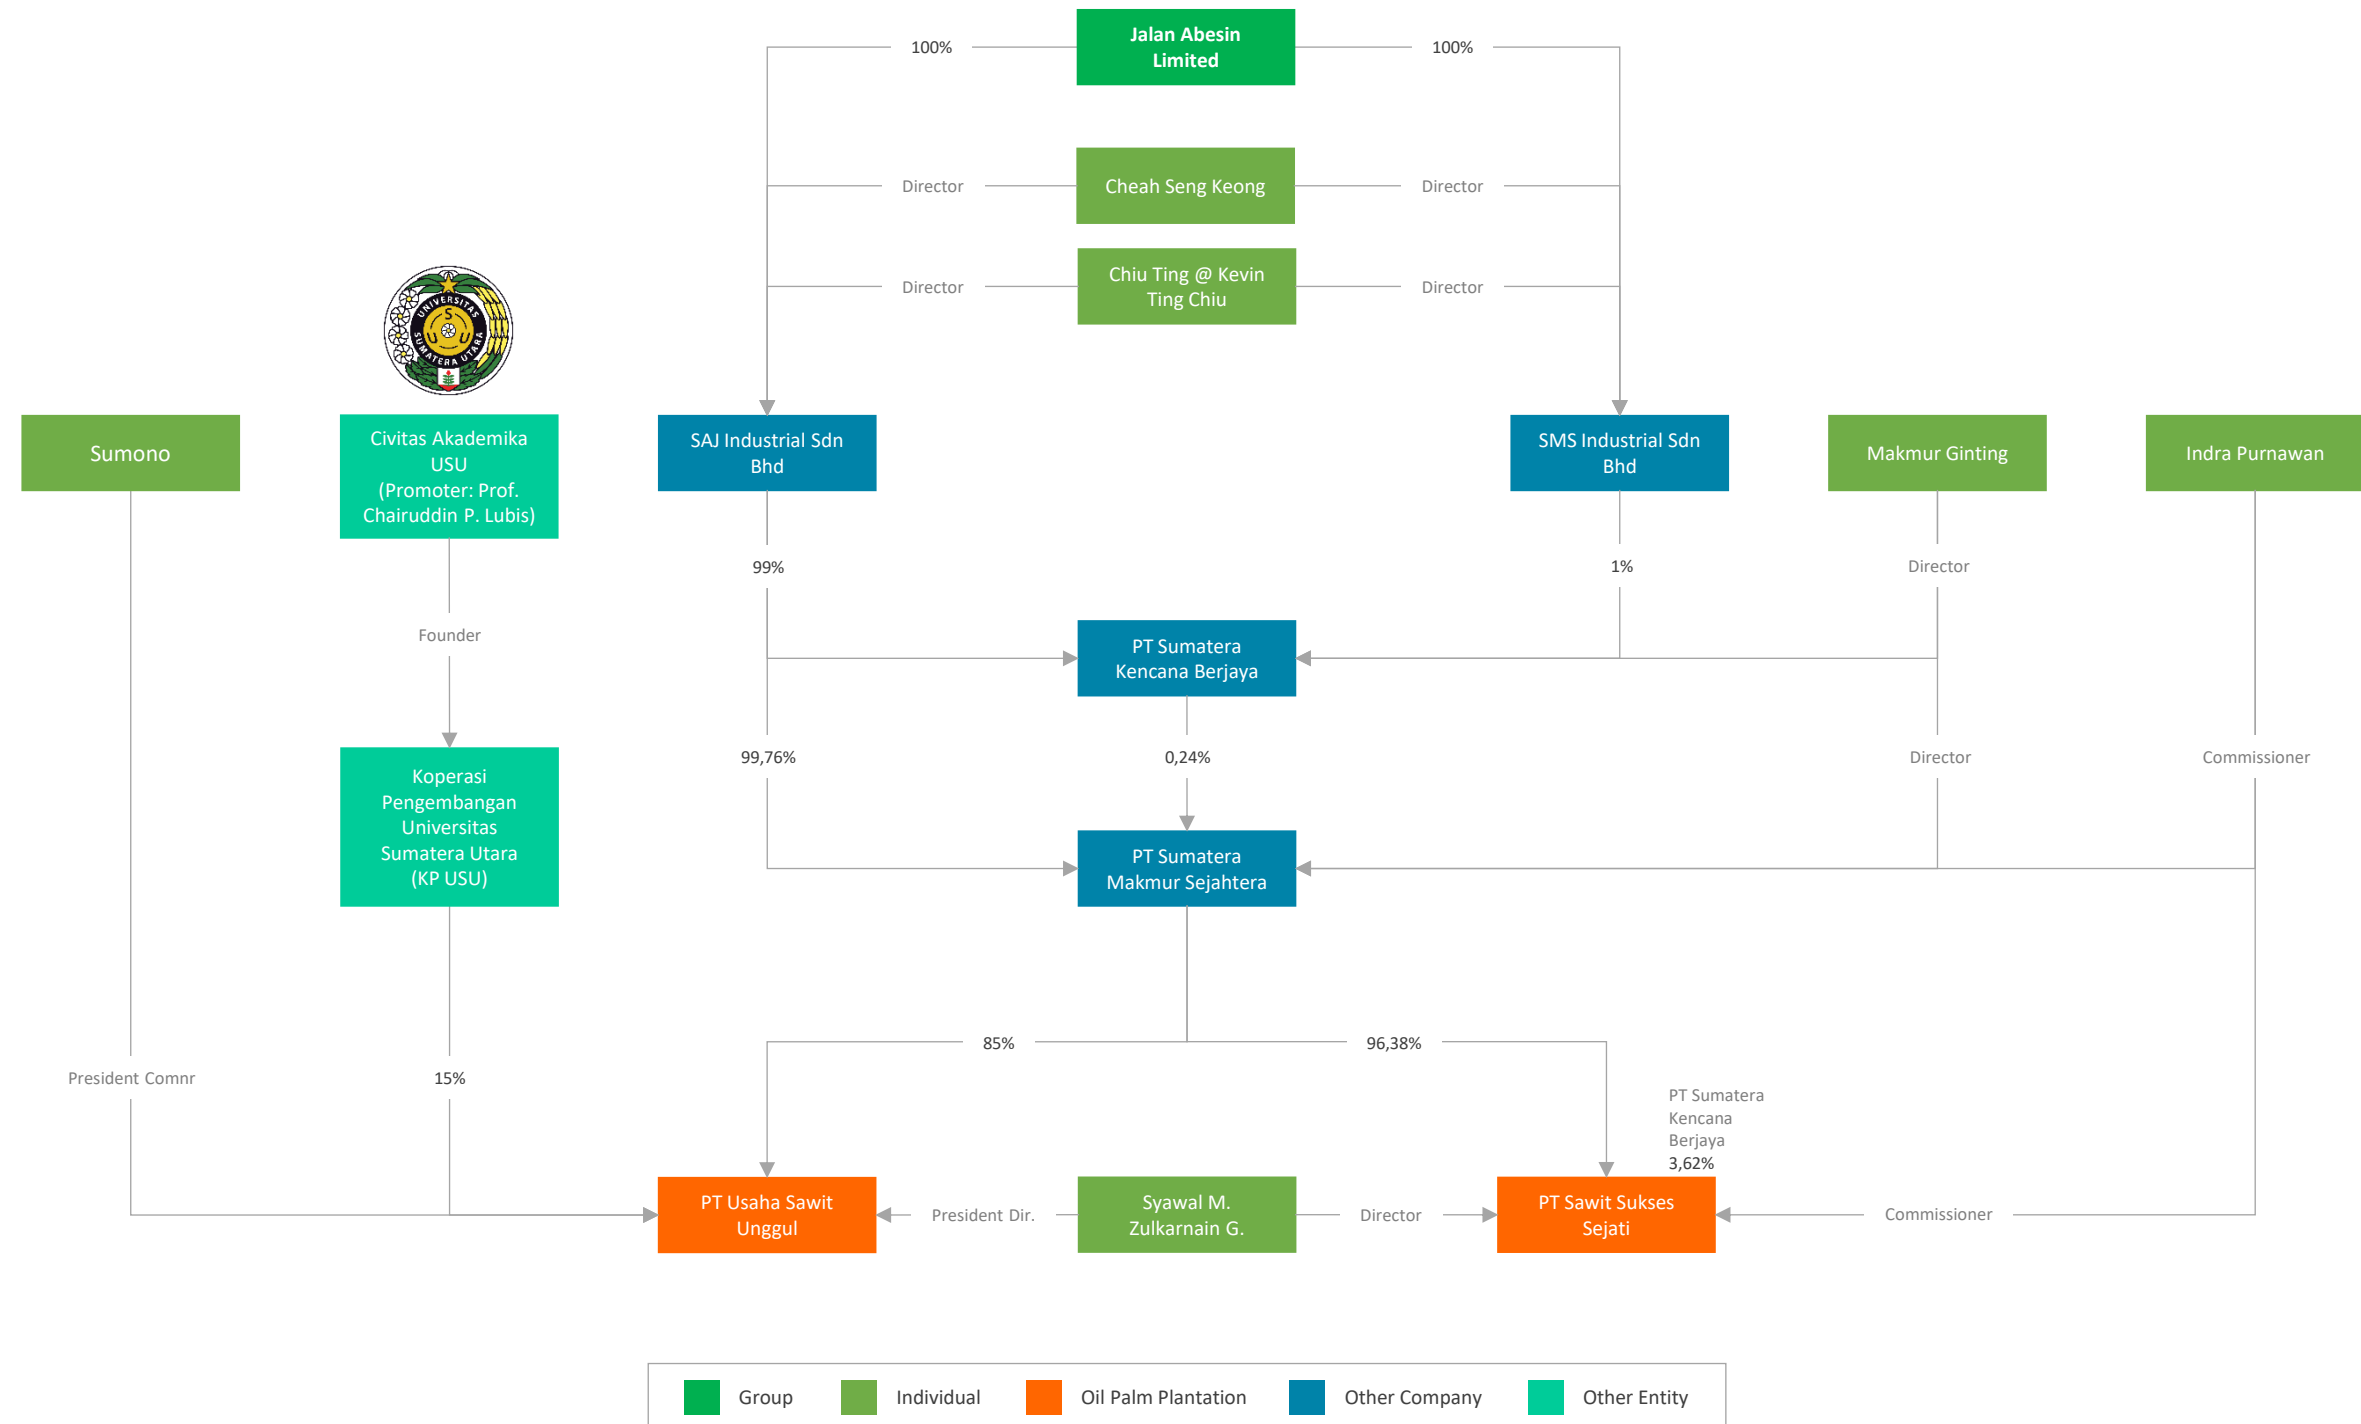 Jalan Abesin
Limited
100%
100%
Cheah Seng Keong
Director
Director
Chiu Ting @ Kevin
Ting Chiu
Director
Director
UNIVERSITAS
SUMATERA UTARA
S
U U
Sumono
Civitas Akademika
USU
(Promoter: Prof.
Chairuddin P. Lubis)
SAJ Industrial Sdn
Bhd
SMS Industrial Sdn
Bhd
Makmur Ginting
Indra Purnawan
99%
1%
Director
Founder
PT Sumatera
Kencana Berjaya
99,76%
0,24%
Director
Commissioner
Koperasi
Pengembangan
Universitas
Sumatera Utara
(KP USU)
PT Sumatera
Makmur Sejahtera
85%
96,38%
President Comnr
15%
PT Sumatera
Kencana
Berjaya
3,62%
PT Usaha Sawit
Unggul
President Dir.
Syawal M.
Zulkarnain G.
Director
PT Sawit Sukses
Sejati
Commissioner
Group
Individual
Oil Palm Plantation
Other Company
Other Entity